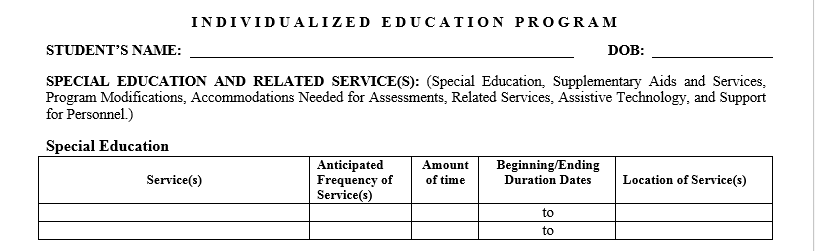 INDIVIDUALIZED EDUCATION PROGRAM
STUDENT'S NAME: DOB:
SPECIAL EDUCATION AND RELATED SERVICE(S): (Special Education, Supplementary Aids and Services,
Program Modifications, Accommodations Needed for Assessments, Related Services, Assistive Technology, and Support
for Personnel.)
Special Education
Service(s)
Anticipated
Frequency of
Service(s)
Amount
of time
Beginning/Ending
Duration Dates
Location of Service(s)
to
to